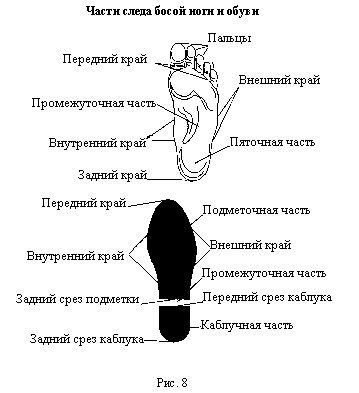 Части следа босой ноги и обуви
Пальцы
Передний край
Внешний край
Промежуточная часть
Внутренний край
Пяточная часть
Задний край
Передний край
Подметочная часть
Внешний край
Внутренний край
Промежуточная часть
Задний срез подметки
Передний срез каблука
Каблучная часть
Задний срез каблука
Рис. 8